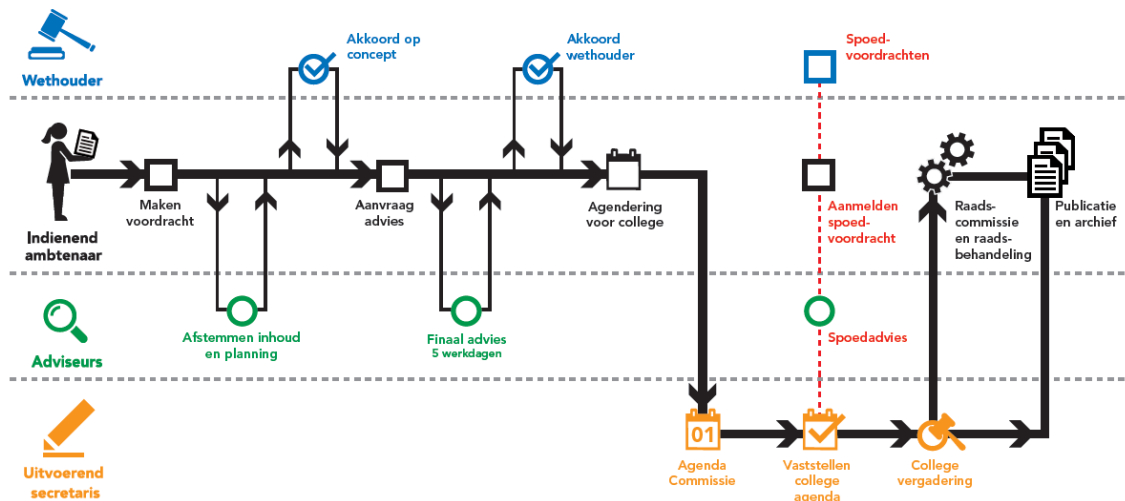 Wethouder
Akkoord op
concept
Akkoord
wethouder
Spoed-
voordrachten
Indienend
ambtenaar
Maken
voordracht
Aanvraag
advies
Agendering
voor college
Aanmelden
spoed-
voordracht
Raads-
commissie
en raads-
behandeling
Publicatie
en archief
Adviseurs
Afstemmen inhoud
en planning
Finaal advies
5 werkdagen
Spoedadvies
Uitvoerend
secretaris
01
Agenda
Commissie
Vaststellen
college
agenda
College
vergadering